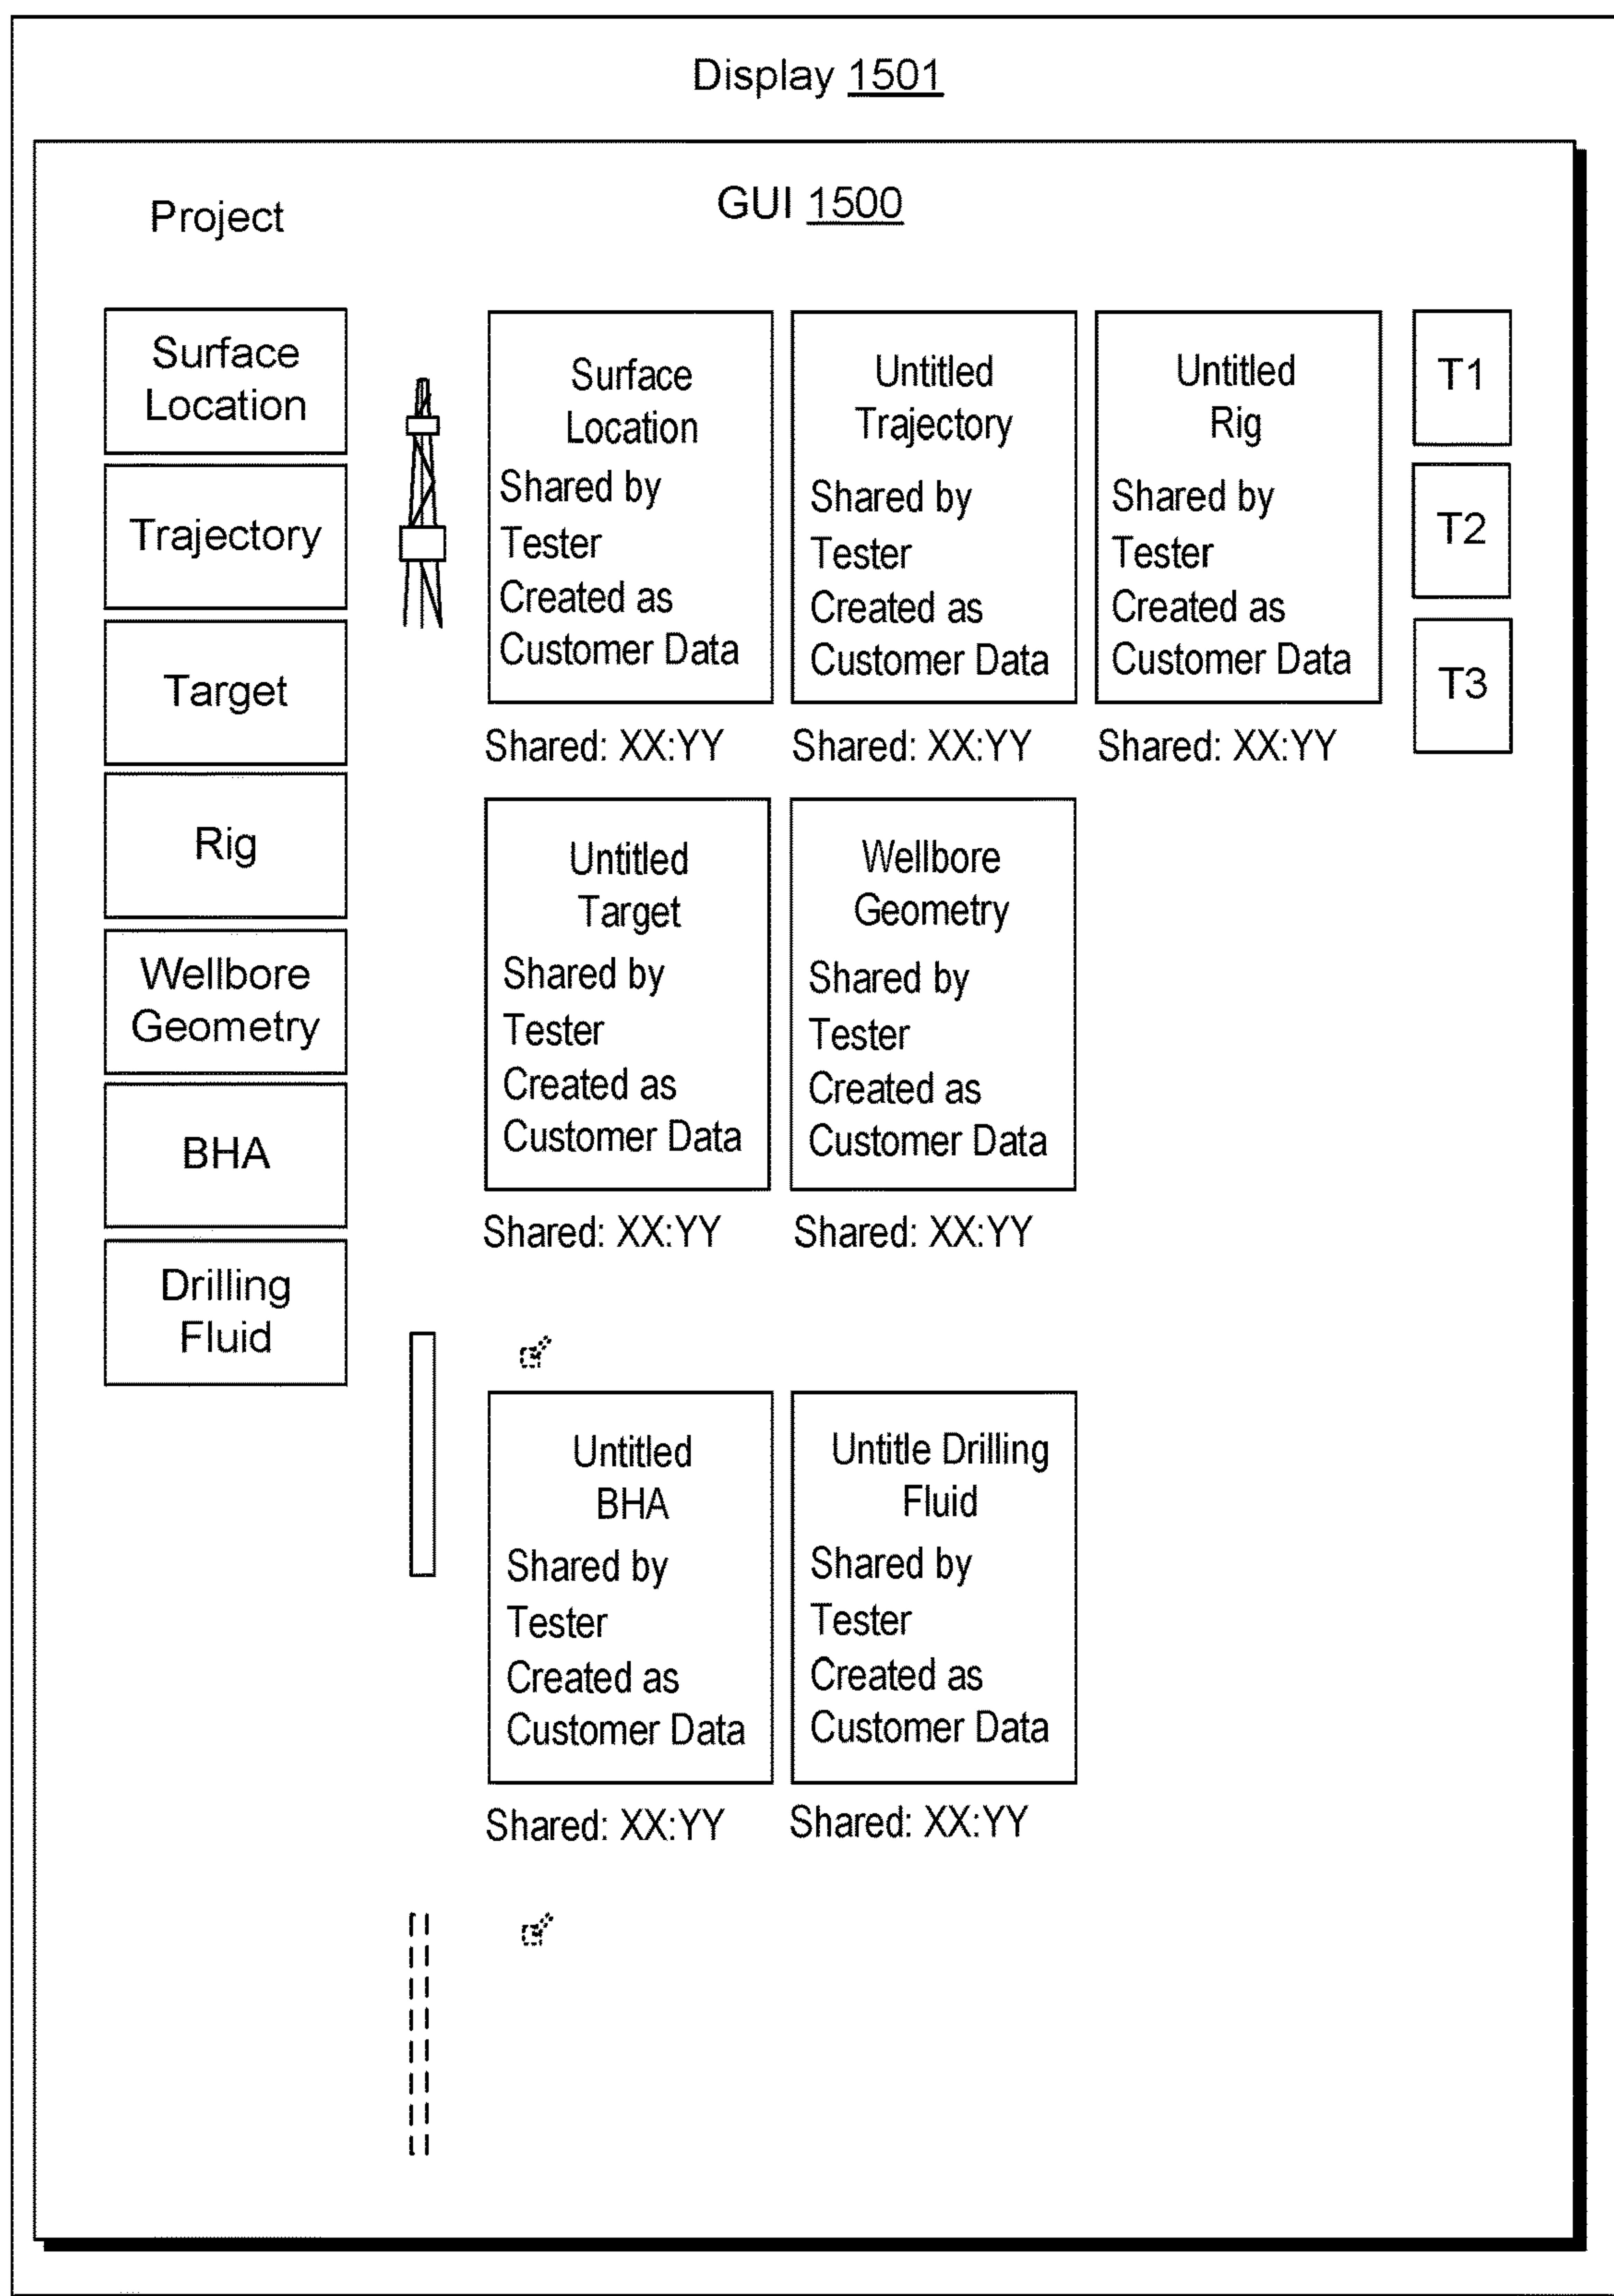 Display 1501
GUI 1500
Project
Surface
Location
Trajectory
Target
Rig
Wellbore
Geometry
BHA
Drilling
Fluid
Surface
Location
Shared by
Tester
Created as
Customer Data
Shared: XX:YY
Untitled
Trajectory
Shared by
Tester
Created as
Customer Data
Shared: XX:YY
Untitled
Rig
Shared by
Tester
Created as
Customer Data
Shared: XX:YY
T1
T2
T3
Untitled
Target
Shared by
Tester
Created as
Customer Data
Shared: XX:YY
Wellbore
Geometry
Shared by
Tester
Created as
Customer Data
Shared: XX:YY
Untitled
BHA
Shared by
Tester
Created as
Customer Data
Shared: XX:YY
Untitle Drilling
Fluid
Shared by
Tester
Created as
Customer Data
Shared: XX:YY